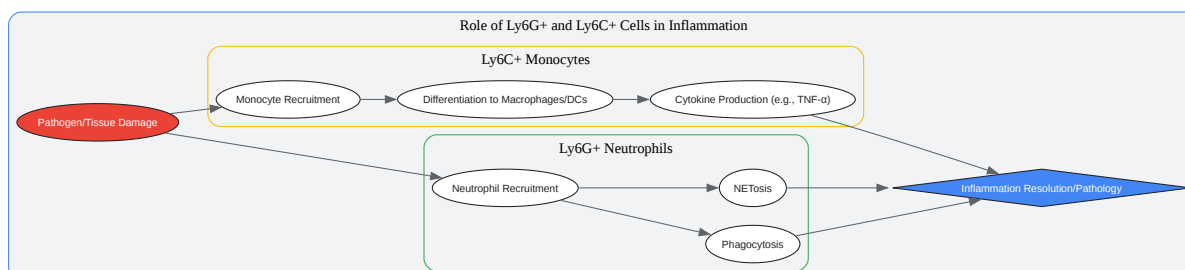 Role of Ly6G+ and Ly6C+ Cells in Inflammation
Ly6C+ Monocytes
Monocyte Recruitment
Differentiation to Macrophages/DCs
Cytokine Production (e.g., TNF-α)
Pathogen/Tissue Damage
Ly6G+ Neutrophils
Neutrophil Recruitment
NETosis
Inflammation Resolution/Pathology
Phagocytosis